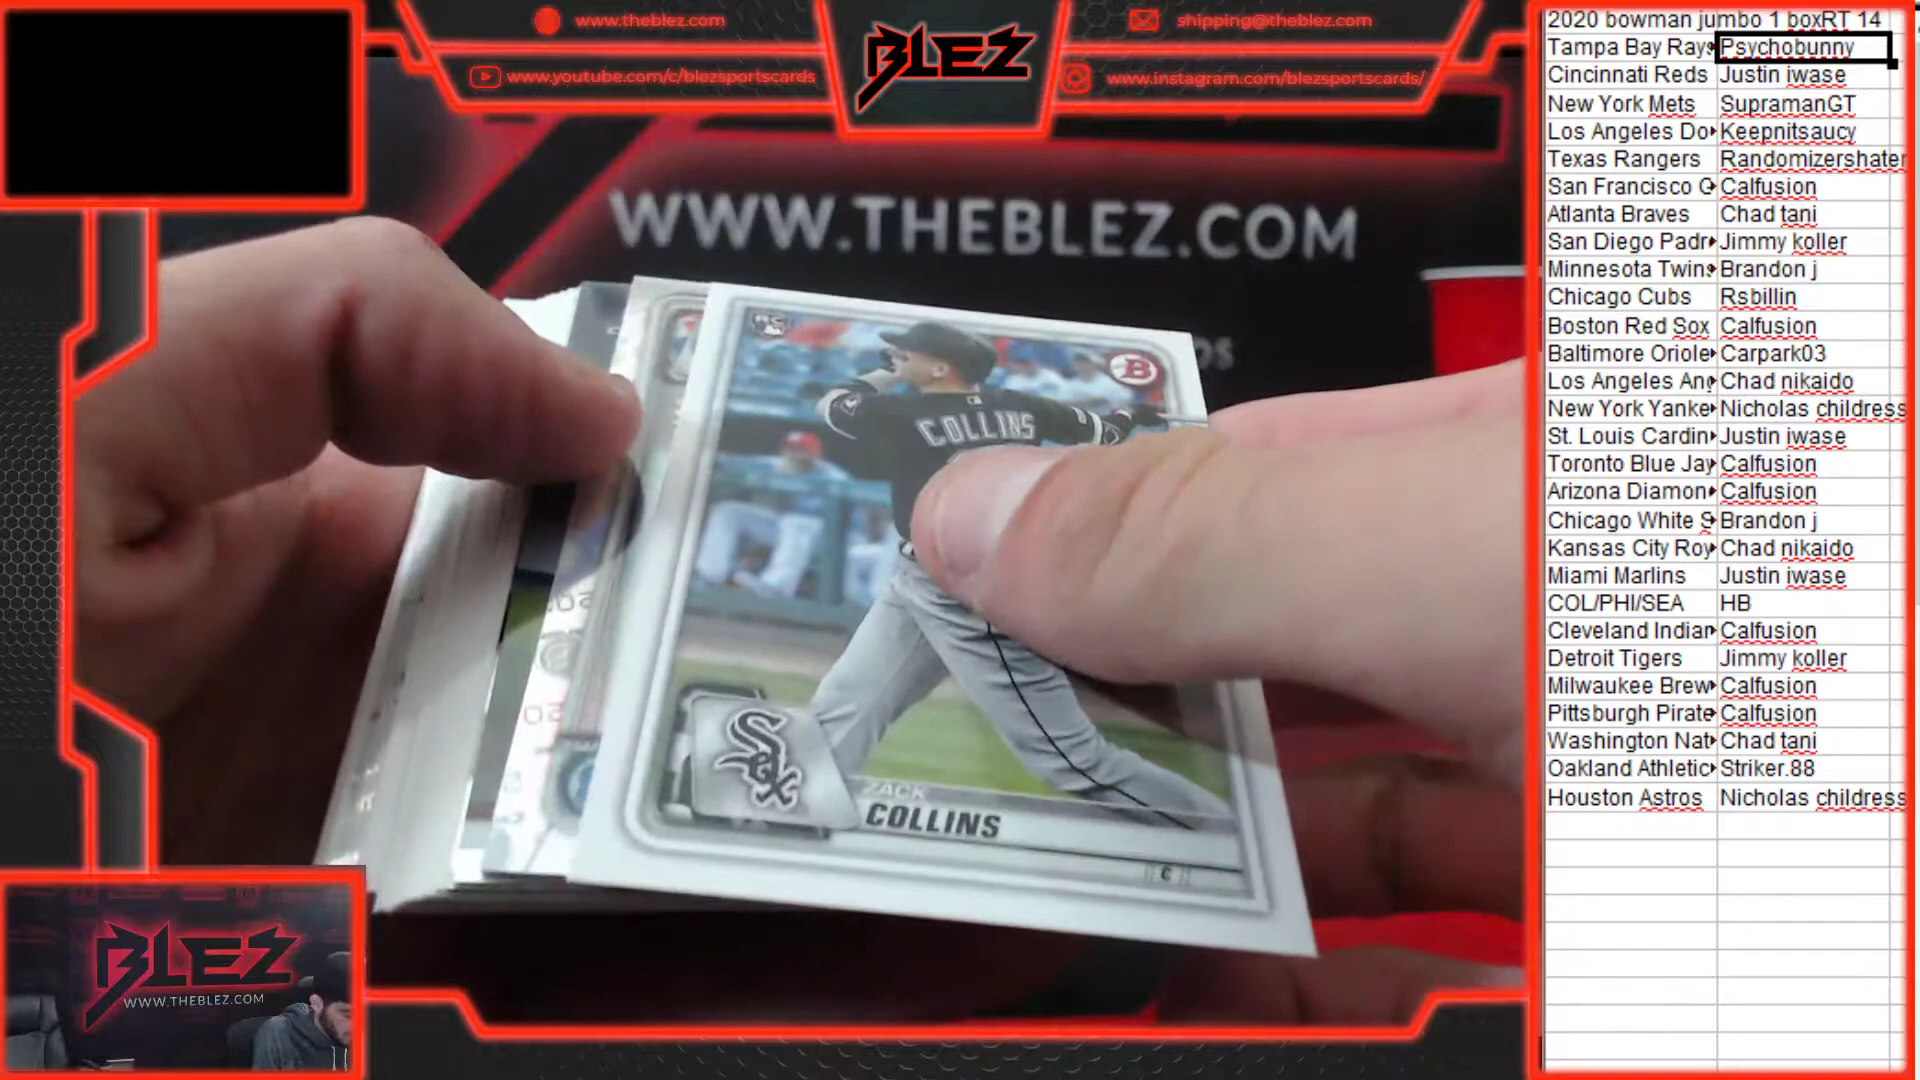 www.theblez.com
www.youtube.com/c/blezsportscards
BLEZ
shipping@theblez.com
www.instagram.com/blezsportscards/
WWW.THEBLEZ.COM
RC
B
COLLINS
Sox
ZACK
COLLINS
C
BLEZ
WWW.THEBLEZ.COM
2020 bowman jumbo 1 boxRT 14
Tampa Bay Rays Psychobunny
Cincinnati Reds Justin iwase
New York Mets SupramanGT
Los Angeles Do Keepnitsaucy
Texas Rangers Randomizershater
San Francisco G Calfusion
Atlanta Braves Chad tani
San Diego Padr Jimmy koller
Minnesota Twins Brandon j
Chicago Cubs Rsbillin
Boston Red Sox Calfusion
Baltimore Oriole Carpark03
Los Angeles Ang Chad nikaido
New York Yanke Nicholas childress
St. Louis Cardin Justin iwase
Toronto Blue Jay Calfusion
Arizona Diamon Calfusion
Chicago White S Brandon j
Kansas City Roy Chad nikaido
Miami Marlins Justin iwase
COL/PHI/SEA HB
Cleveland Indian Calfusion
Detroit Tigers Jimmy koller
Milwaukee Brew Calfusion
Pittsburgh Pirate Calfusion
Washington Nat Chad tani
Oakland Athletic Striker.88
Houston Astros Nicholas childress